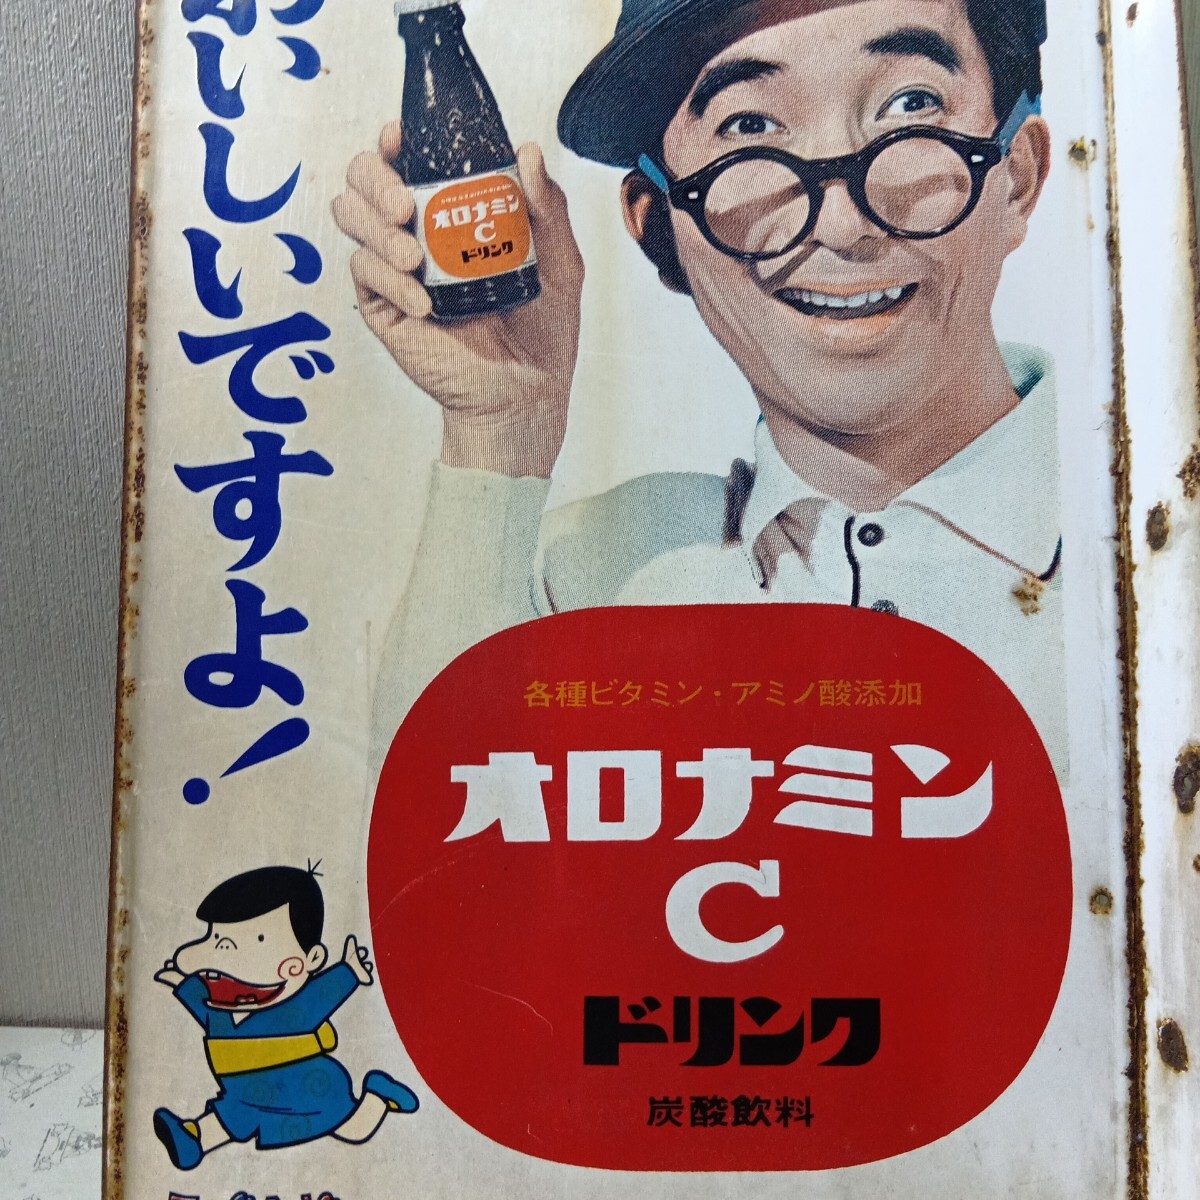 おいしいですよ!
オロナミン
C
ドリンク
各種ビタミン・アミノ酸添加
オロナミン
C
ドリンク
炭酸飲料